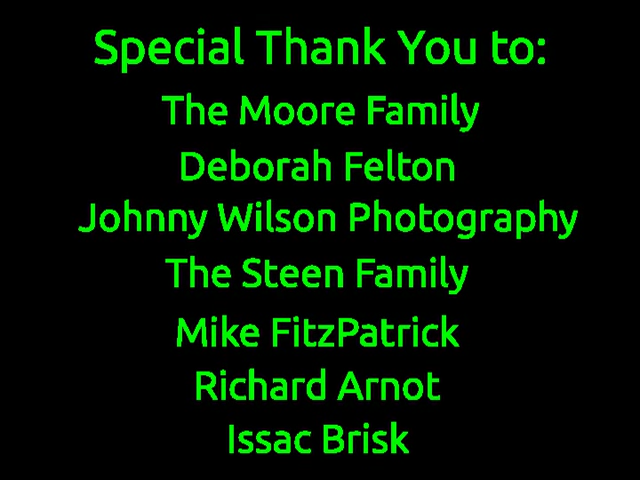 Special Thank You to:
The Moore Family
Deborah Felton
Johnny Wilson Photography
The Steen Family
Mike FitzPatrick
Richard Arnot
Issac Brisk